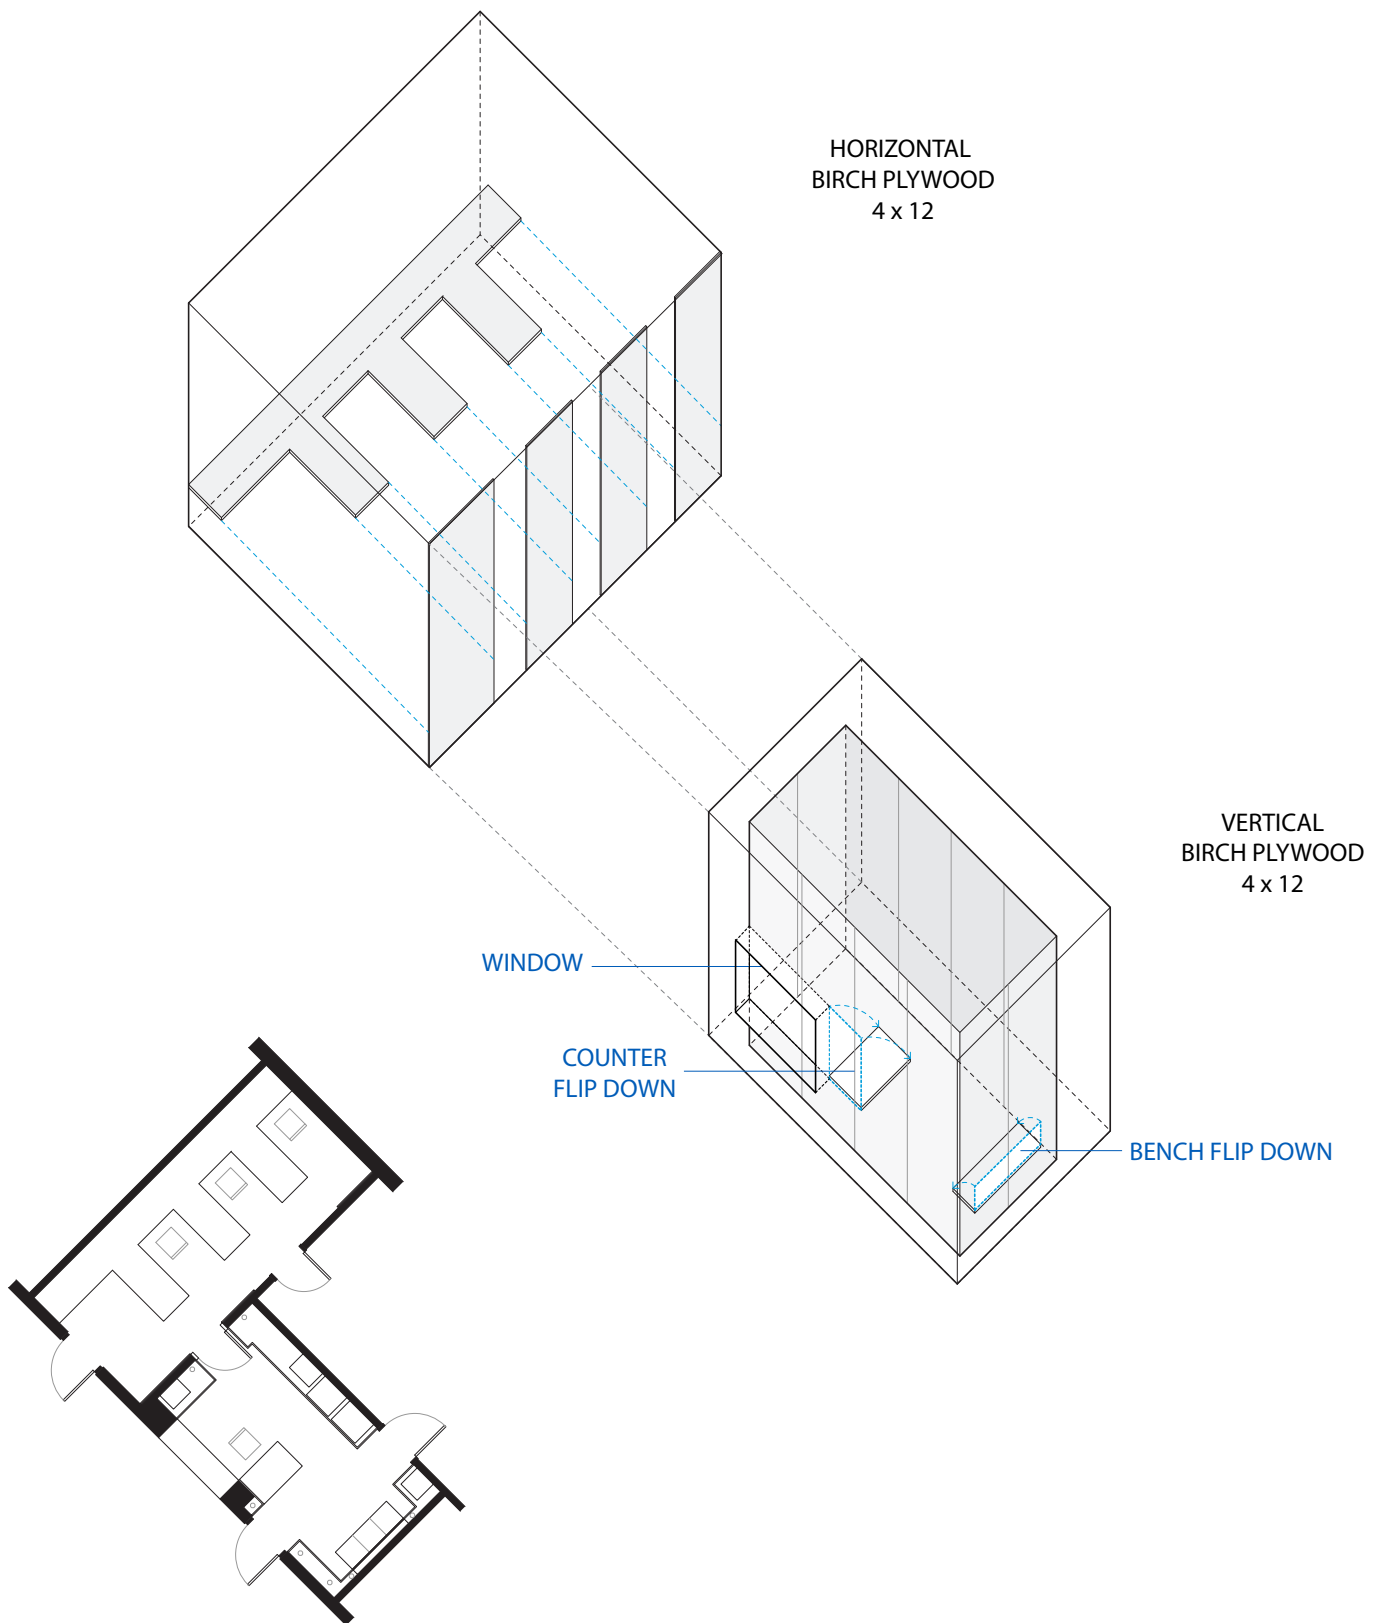 HORIZONTAL
BIRCH PLYWOOD
4 x 12
VERTICAL
BIRCH PLYWOOD
4 x 12
WINDOW
COUNTER
FLIP DOWN
BENCH FLIP DOWN